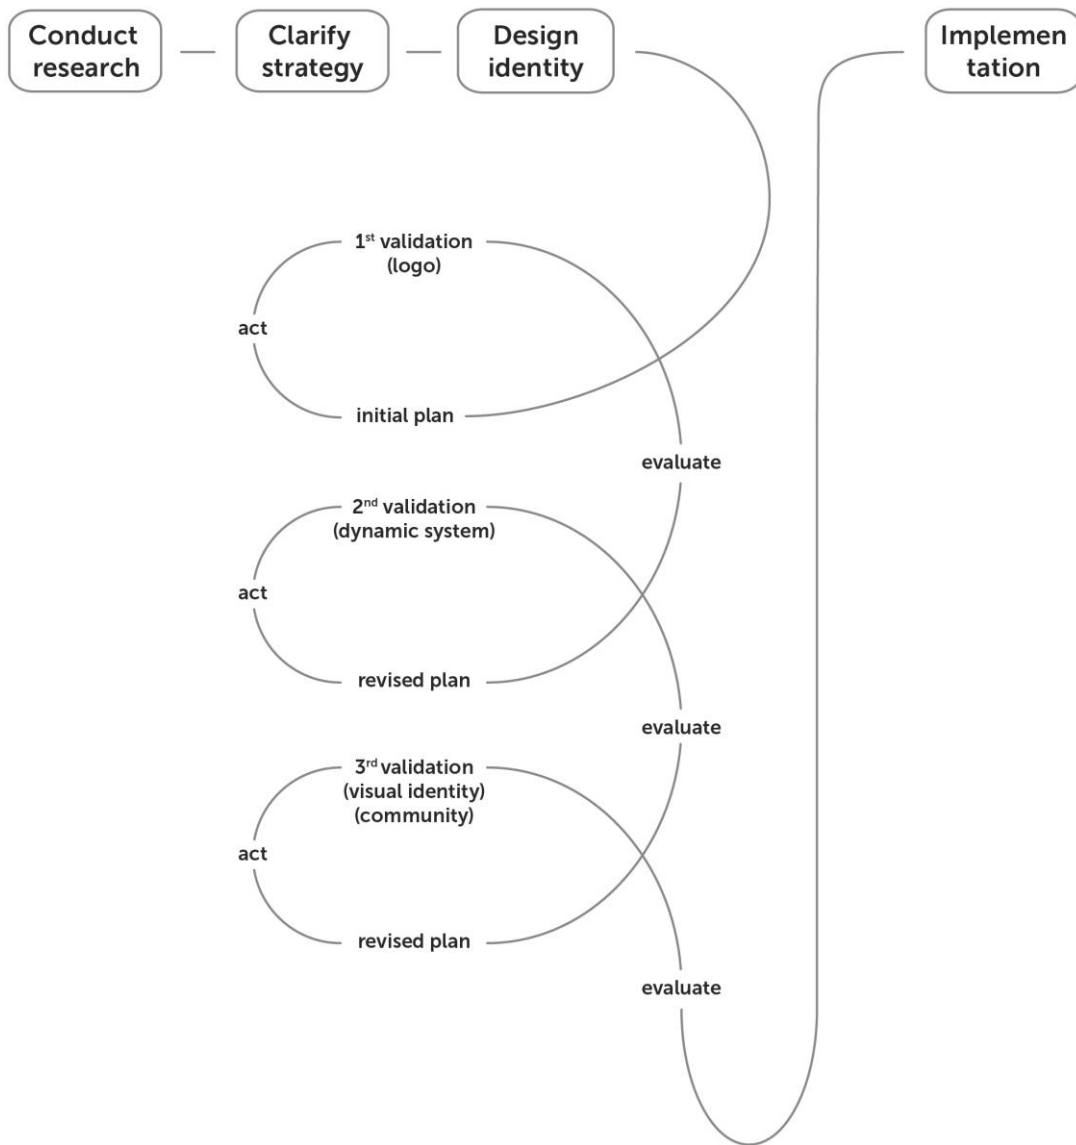 Conduct
research
Clarify
strategy
Design
identity
Implemen
tation
1st validation
(logo)
act
initial plan
evaluate
2nd validation
(dynamic system)
act
revised plan
evaluate
3rd validation
(visual identity)
(community)
act
revised plan
evaluate